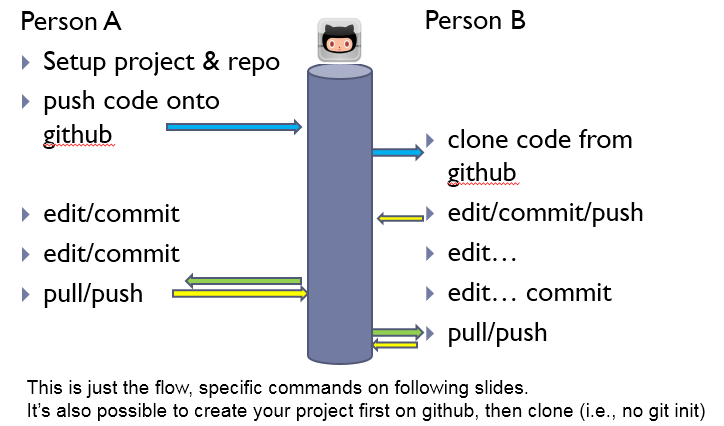 Person A
Setup project & repo
push code onto
github
edit/commit
edit/commit
pull/push
Person B
clone code from
github
edit/commit/push
edit…
edit… commit
pull/push
This is just the flow, specific commands on following slides.
It's also possible to create your project first on github, then clone (i.e., no git init)